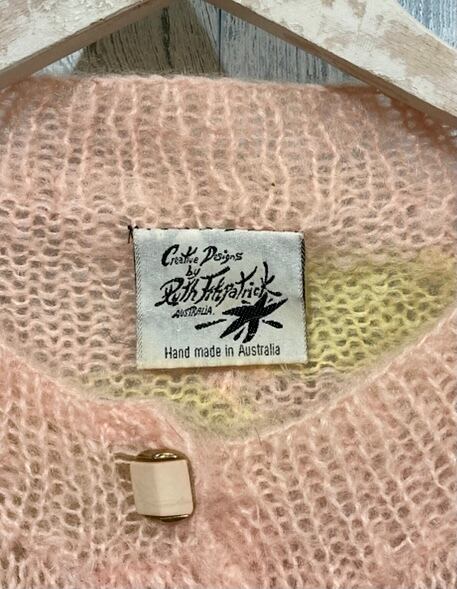 Creative Designs
by
Ruth Fitzpatrick
AUSTRALIA.
Hand made in Australia